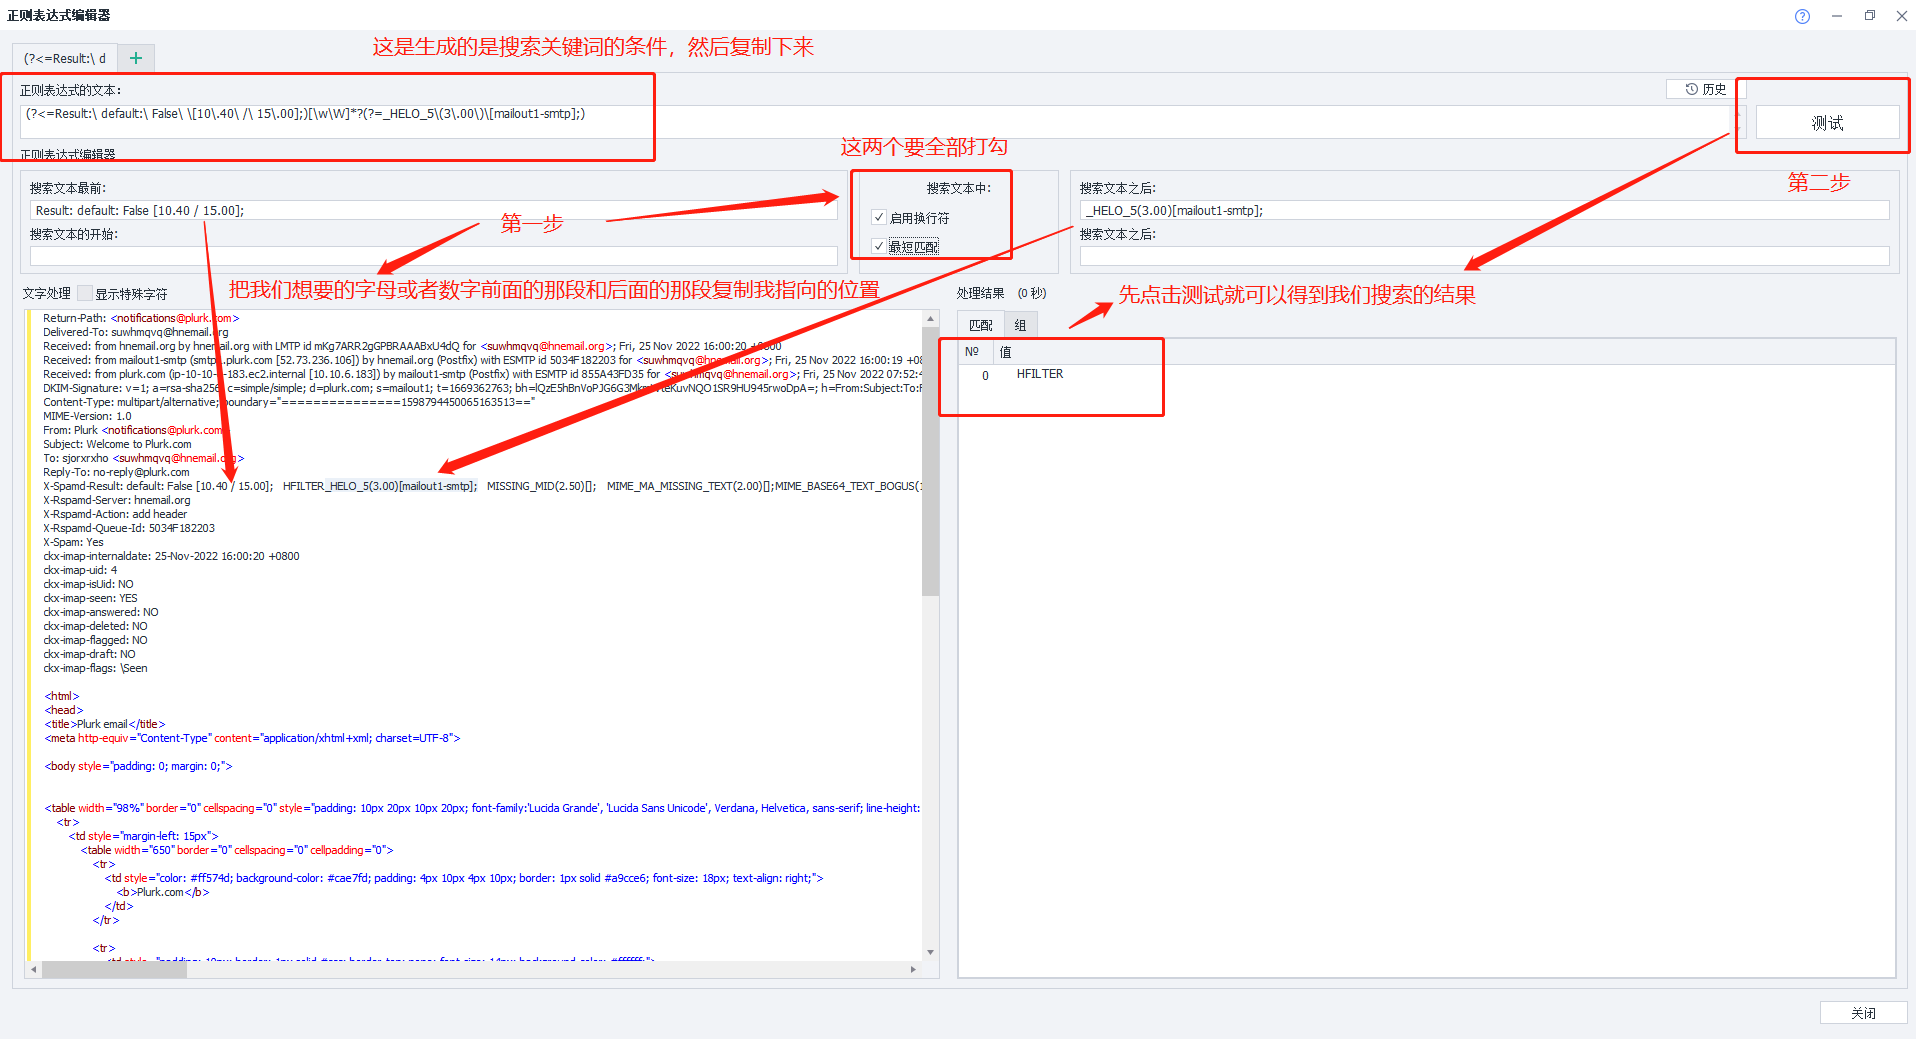 正则表达式编辑器
这是生成的是搜索关键词的条件，然后复制下来
(?<=Result:\ d
+
正则表达式的文本：
历史
(?<=Result:\ default:\ False\ \[10\.40\ /\ 15\.00];)[\w\W]*?(?=_HELO_5\(3\.00\)\[mailout1-smtp];)
测试
正则表达式编辑器
这两个要全部打勾
搜索文本最前：
搜索文本中：
搜索文本之后：
第二步
Result: default: False [10.40 / 15.00];
第一步
启用换行符
_HELO_5(3.00)[mailout1-smtp];
搜索文本的开始：
最短匹配
搜索文本之后：
文字处理
显示特殊字符
把我们想要的字母或者数字前面的那段和后面的那段复制我指向的位置
处理结果 (0 秒)
先点击测试就可以得到我们搜索的结果
匹配
组
Nº
值
0
HFILTER
Return-Path: <notifications@plurk.com>
Delivered-To: suwhmqvq@hnemail.org
Received: from hnemail.org by hnemail.org with LMTP id mKg7ARR2gGPBRAAABxU4dQ for <suwhmqvq@hnemail.org>; Fri, 25 Nov 2022 16:00:20 +0800
Received: from mailout1-smtp (smtp1.plurk.com [52.73.236.106]) by hnemail.org (Postfix) with ESMTP id 5034F182203 for <suwhmqvq@hnemail.org>; Fri, 25 Nov 2022 16:00:19 +08
Received: from plurk.com (ip-10-10-6-183.ec2.internal [10.10.6.183]) by mailout1-smtp (Postfix) with ESMTP id 855A43FD35 for <suwhmqvq@hnemail.org>; Fri, 25 Nov 2022 07:52:4
DKIM-Signature: v=1; a=rsa-sha256; c=simple/simple; d=plurk.com; s=mailout1; t=1669362763;
Content-Type: multipart/alternative; boundary="===============1598794450065163513=="
MIME-Version: 1.0
From: Plurk <notifications@plurk.com
Subject: Welcome to Plurk.com
To: sjorxrxho <suwhmqvq@hnemail.org>
Reply-To: no-reply@plurk.com
X-Spamd-Result: default: False [10.40 / 15.00]; HFILTER_HELO_5(3.00)[mailout1-smtp]; MISSING_MID(2.50)[]; MIME_MA_MISSING_TEXT(2.00)[];MIME_BASE64_TEXT_BOGUS(1
X-Rspamd-Server: hnemail.org
X-Rspamd-Action: add header
X-Rspamd-Queue-Id: 5034F182203
X-Spam: Yes
ckx-imap-internaldate: 25-Nov-2022 16:00:20 +0800
ckx-imap-uid: 4
ckx-imap-isUid: NO
ckx-imap-seen: YES
ckx-imap-answered: NO
ckx-imap-deleted: NO
ckx-imap-flagged: NO
ckx-imap-draft: NO
ckx-imap-flags: \Seen
<html>
<head>
<title>Plurk email</title>
<meta http-equiv="Content-Type" content="application/xhtml+xml; charset=UTF-8">
<body style="padding: 0; margin: 0;">
<table width="98%" border="0" cellspacing="0" style="padding: 10px 20px 10px 20px; font-family:'Lucida Grande', 'Lucida Sans Unicode', Verdana, Helvetica, sans-serif; line-height:
<tr>
<td style="margin-left: 15px">
<table width="650" border="0" cellspacing="0" cellpadding="0">
<tr>
<td style="color: #ff574d; background-color: #cae7fd; padding: 4px 10px 4px 10px; border: 1px solid #a9cce6; font-size: 18px; text-align: right;">
<b>Plurk.com</b>
</td>
</tr>
<tr>
关闭